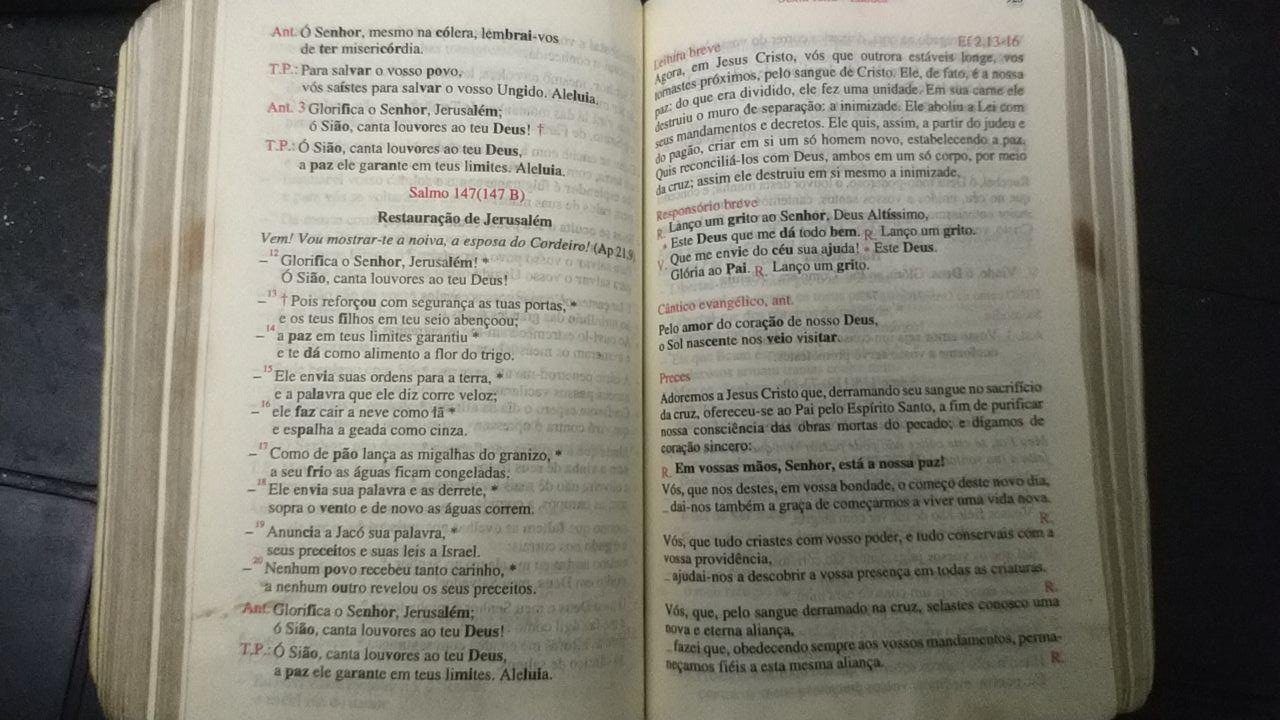 Ant. Ó Senhor, mesmo na cólera, lembrai-vos
de ter misericórdia.
T.P.: Para salvar o vosso povo,
vós saístes para salvar o vosso Ungido. Aleluia.
Ant. 3 Glorifica o Senhor, Jerusalém;
ó Sião, canta louvores ao teu Deus! †
T.P.: Ó Sião, canta louvores ao teu Deus,
a paz ele garante em teus limites. Aleluia.
Salmo 147(147 B)
Restauração de Jerusalém
Vem! Vou mostrar-te a noiva, a esposa do Cordeiro! (Ap 21,9)
–12 Glorifica o Senhor, Jerusalém! *
Ó Sião, canta louvores ao teu Deus!
–13 † Pois reforçou com segurança as tuas portas, *
e os teus filhos em teu seio abençoou;
–14 a paz em teus limites garantiu *
e te dá como alimento a flor do trigo.
–15 Ele envia suas ordens para a terra, *
e a palavra que ele diz corre veloz;
–16 ele faz cair a neve como lã *
e espalha a geada como cinza.
–17 Como de pão lança as migalhas do granizo, *
a seu frio as águas ficam congeladas.
–18 Ele envia sua palavra e as derrete, *
sopra o vento e de novo as águas correm.
–19 Anuncia a Jacó sua palavra, *
seus preceitos e suas leis a Israel.
–20 Nenhum povo recebeu tanto carinho, *
a nenhum outro revelou os seus preceitos.
Ant. Glorifica o Senhor, Jerusalém;
ó Sião, canta louvores ao teu Deus!
T.P.: Ó Sião, canta louvores ao teu Deus,
a paz ele garante em teus limites. Aleluia.
Leitura breve Ef 2,13-16
Agora, em Jesus Cristo, vós que outrora estáveis longe, vos
tornastes próximos, pelo sangue de Cristo. Ele, de fato, é a nossa
paz: do que era dividido, ele fez uma unidade. Em sua carne ele
destruiu o muro de separação: a inimizade. Ele aboliu a Lei com
seus mandamentos e decretos. Ele quis, assim, a partir do judeu e
do pagão, criar em si um só homem novo, estabelecendo a paz.
Quis reconciliá-los com Deus, ambos em um só corpo, por meio
da cruz; assim ele destruiu em si mesmo a inimizade.
Responsório breve
R. Lanço um grito ao Senhor, Deus Altíssimo,
* Este Deus que me dá todo bem. R. Lanço um grito.
V. Que me envie do céu sua ajuda! * Este Deus.
Glória ao Pai. R. Lanço um grito.
Cântico evangélico, ant.
Pelo amor do coração de nosso Deus,
o Sol nascente nos veio visitar.
Preces
Adoremos a Jesus Cristo que, derramando seu sangue no sacrifício
da cruz, ofereceu-se ao Pai pelo Espírito Santo, a fim de purificar
nossa consciência das obras mortas do pecado; e digamos de
coração sincero:
R. Em vossas mãos, Senhor, está a nossa paz!
Vós, que nos destes, em vossa bondade, o começo deste novo dia,
– dai-nos também a graça de começarmos a viver uma vida nova.
R.
Vós, que tudo criastes com vosso poder, e tudo conservais com a
vossa providência,
– ajudai-nos a descobrir a vossa presença em todas as criaturas.
R.
Vós, que, pelo sangue derramado na cruz, selastes conosco uma
nova e eterna aliança,
– fazei que, obedecendo sempre aos vossos mandamentos, perma-
neçamos fiéis a esta mesma aliança. R.